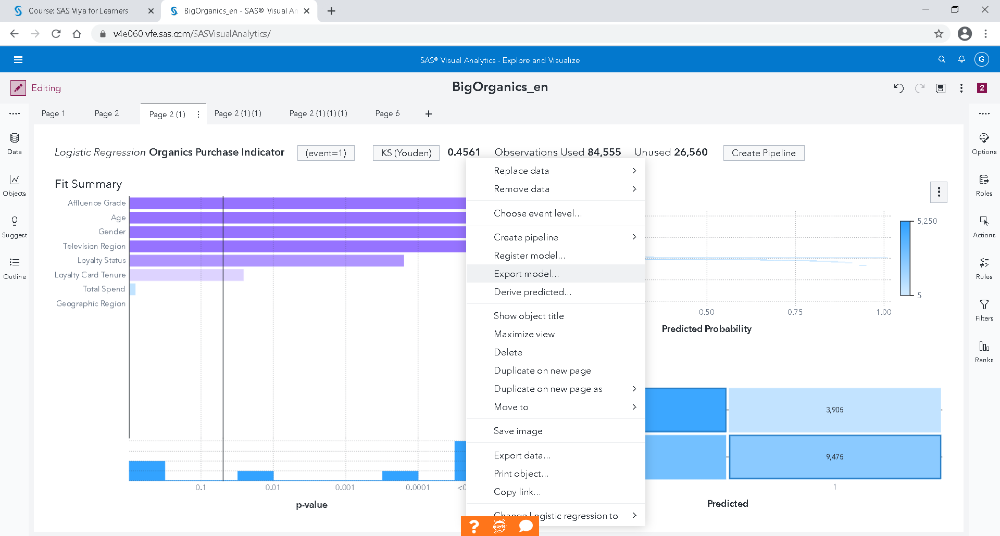 Course: SAS Viya for Learners
BigOrganics_en - SAS® Visual An
v4e060.vfe.sas.com/SASVisualAnalytics/
SAS® Visual Analytics - Explore and Visualize
G
Editing
BigOrganics_en
2
Page 1
Page 2
Page 2 (1)
Page 2 (1)(1)
Page 2 (1)(1)(1)
Page 6
Data
Objects
Suggest
Outline
Logistic Regression Organics Purchase Indicator
(event=1)
KS (Youden)
0.4561
Observations Used 84,555
Unused 26,560
Create Pipeline
Fit Summary
Affluence Grade
Age
Gender
Television Region
Loyalty Status
Loyalty Card Tenure
Total Spend
Geographic Region
0.1
0.01
0.001
0.0001
<0
p-value
Replace data
Remove data
Choose event level...
Create pipeline
Register model...
Export model...
Derive predicted...
Show object title
Maximize view
Delete
Duplicate on new page
Duplicate on new page as
Move to
Save image
Export data...
Print object...
Copy link...
Change Logistic regression to
jupyter
5,250
5
0.50
0.75
1.00
Predicted Probability
3,905
9,475
1
Predicted
Options
Roles
Actions
Rules
Filters
Ranks